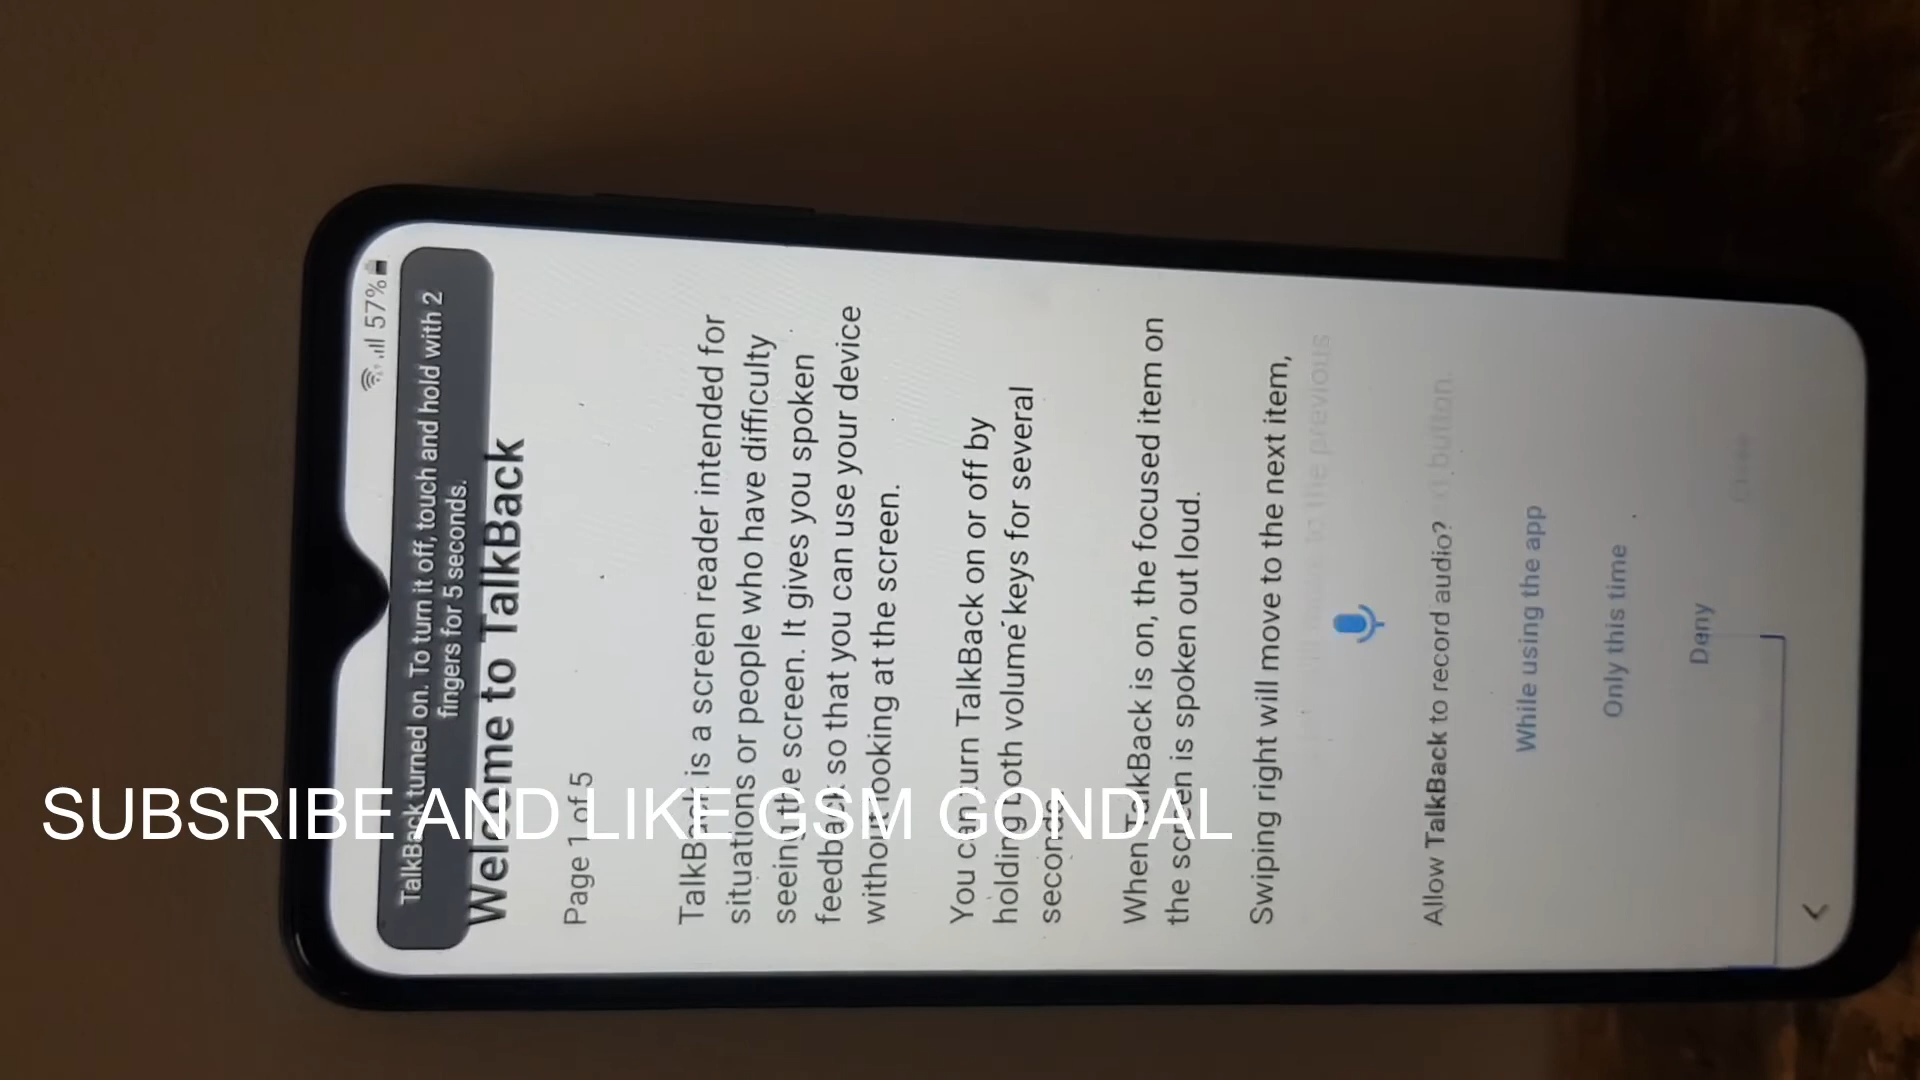 57%
TalkBack turned on. To turn it off, touch and hold with 2
fingers for 5 seconds.
Welcome to TalkBack
Page 1 of 5
TalkBack is a screen reader intended for
situations or people who have difficulty
seeing the screen. It gives you spoken
feedback so that you can use your device
without looking at the screen.
You can turn TalkBack on or off by
holding both volume keys for several
seconds.
When TalkBack is on, the focused item on
the screen is spoken out loud.
Swiping right will move to the next item,
to the previous
button.
Allow TalkBack to record audio?
While using the app
Only this time
Deny
SUBSRIBE AND LIKE GSM GONDAL